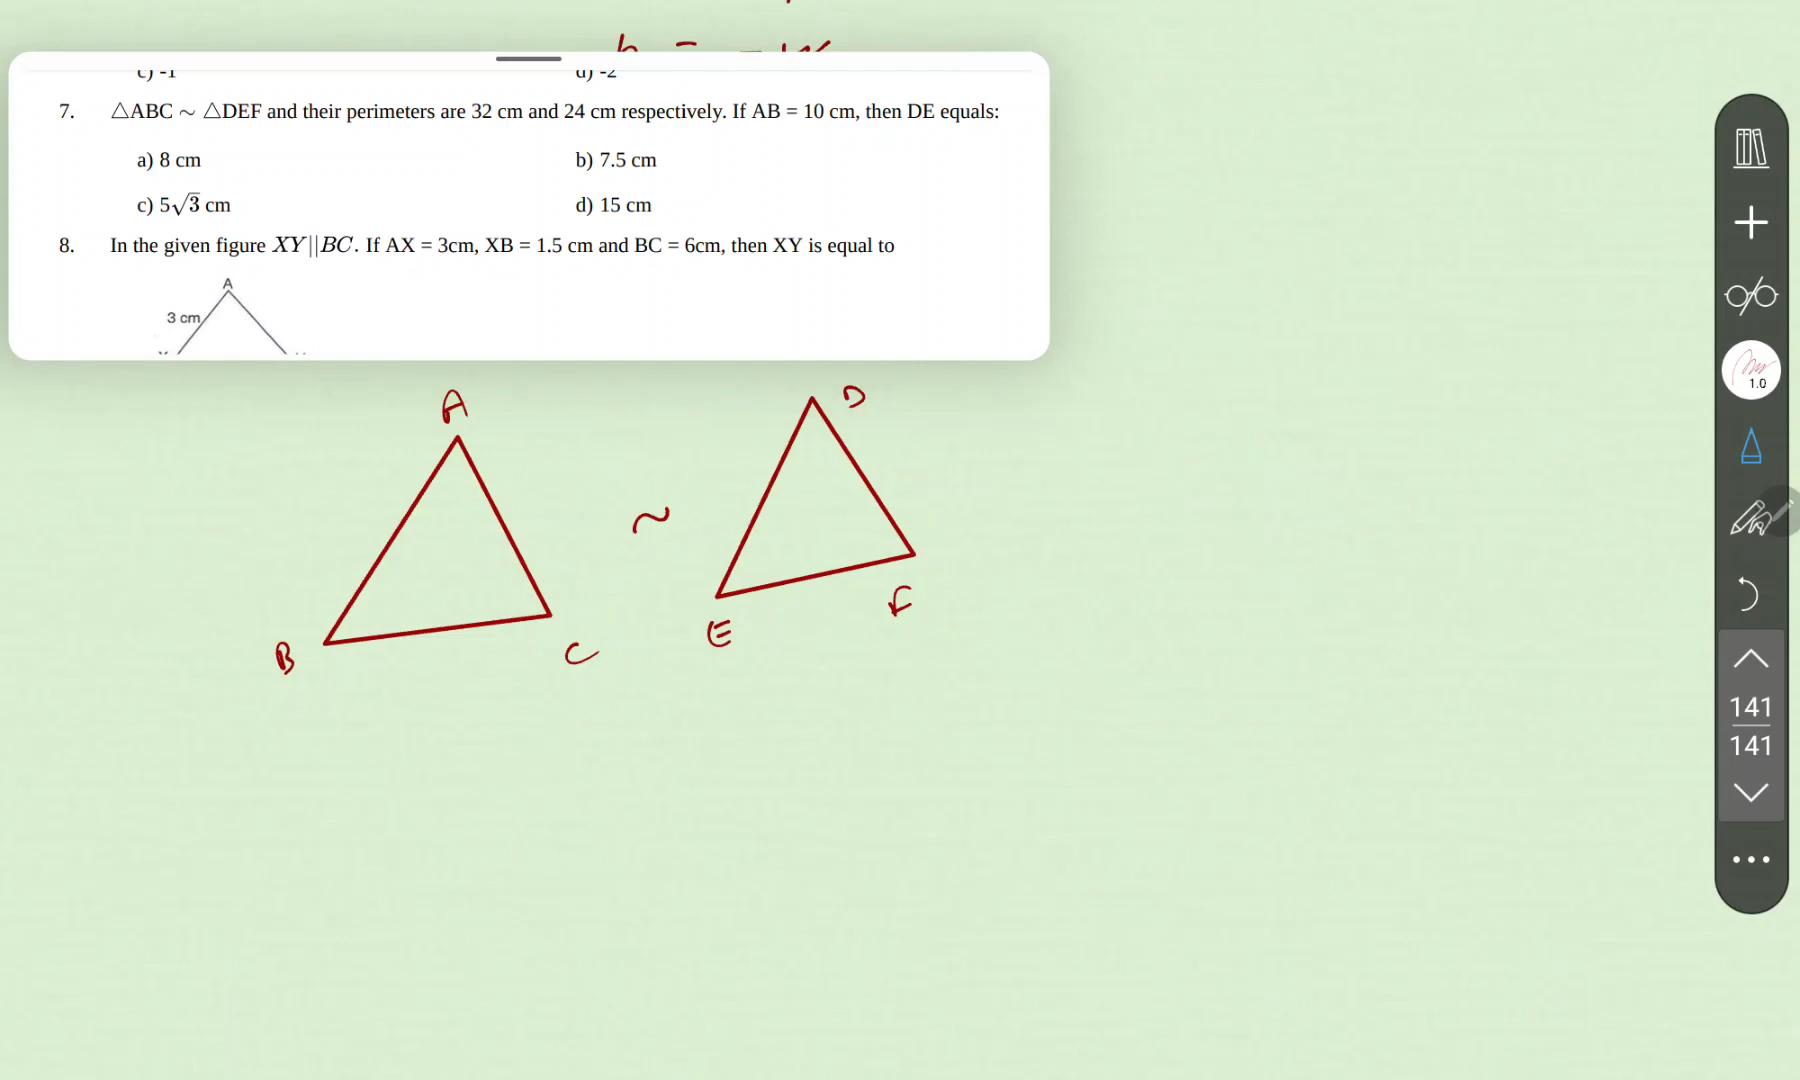 c) -1 d) -2
7. △ABC ~ △DEF and their perimeters are 32 cm and 24 cm respectively. If AB = 10 cm, then DE equals:
a) 8 cm b) 7.5 cm
c) 5√3 cm d) 15 cm
8. In the given figure XY||BC. If AX = 3cm, XB = 1.5 cm and BC = 6cm, then XY is equal to
A
3 cm
A D
~
B C E F
1.0
141
141